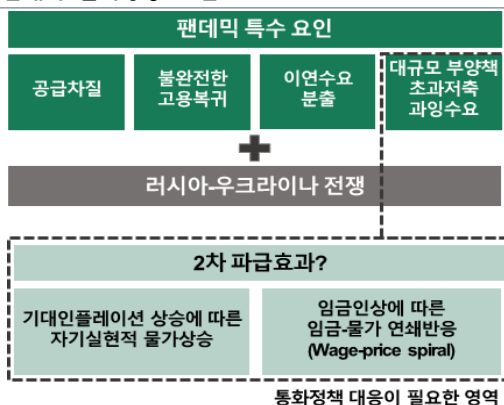 팬데믹 특수 요인
공급차질
불완전한
고용복귀
이연수요
분출
대규모 부양책
초과저축
과잉수요
러시아-우크라이나 전쟁
2차 파급효과?
기대인플레이션 상승에 따른
자기실현적 물가상승
임금인상에 따른
임금-물가 연쇄반응
(Wage-price spiral)
통화정책 대응이 필요한 영역